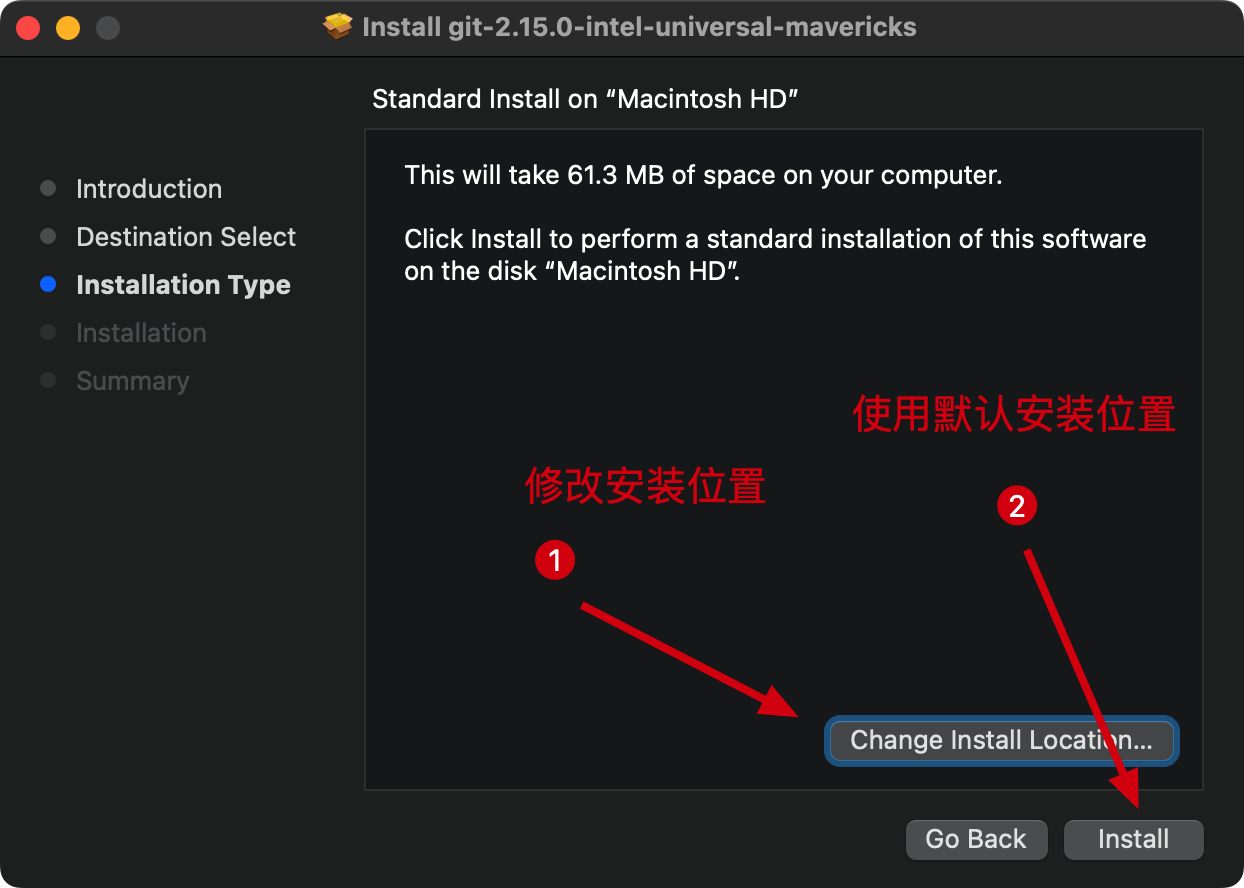 Install git-2.15.0-intel-universal-mavericks
Standard Install on “Macintosh HD”
Introduction
Destination Select
Installation Type
Installation
Summary
This will take 61.3 MB of space on your computer.
Click Install to perform a standard installation of this software
on the disk “Macintosh HD”.
使用默认安装位置
修改安装位置
2
1
Change Install Location...
Go Back
Install